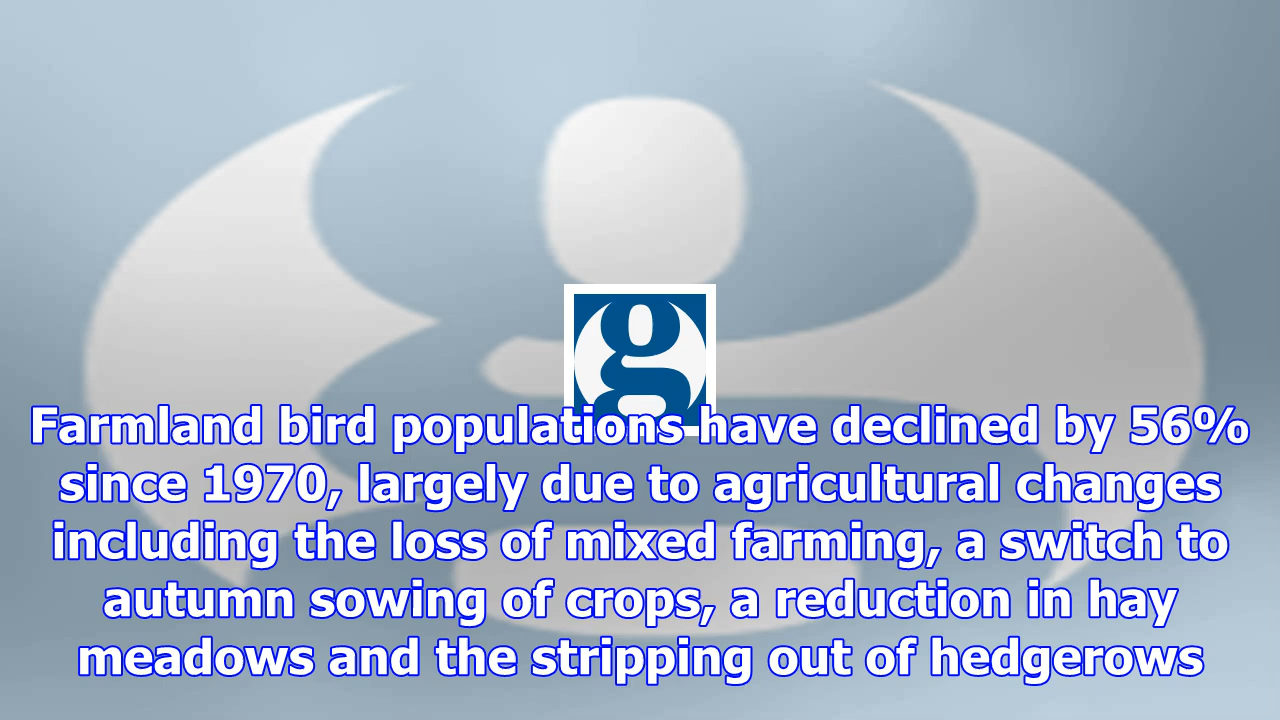 g
Farmland bird populations have declined by 56%
since 1970, largely due to agricultural changes
including the loss of mixed farming, a switch to
autumn sowing of crops, a reduction in hay
meadows and the stripping out of hedgerows